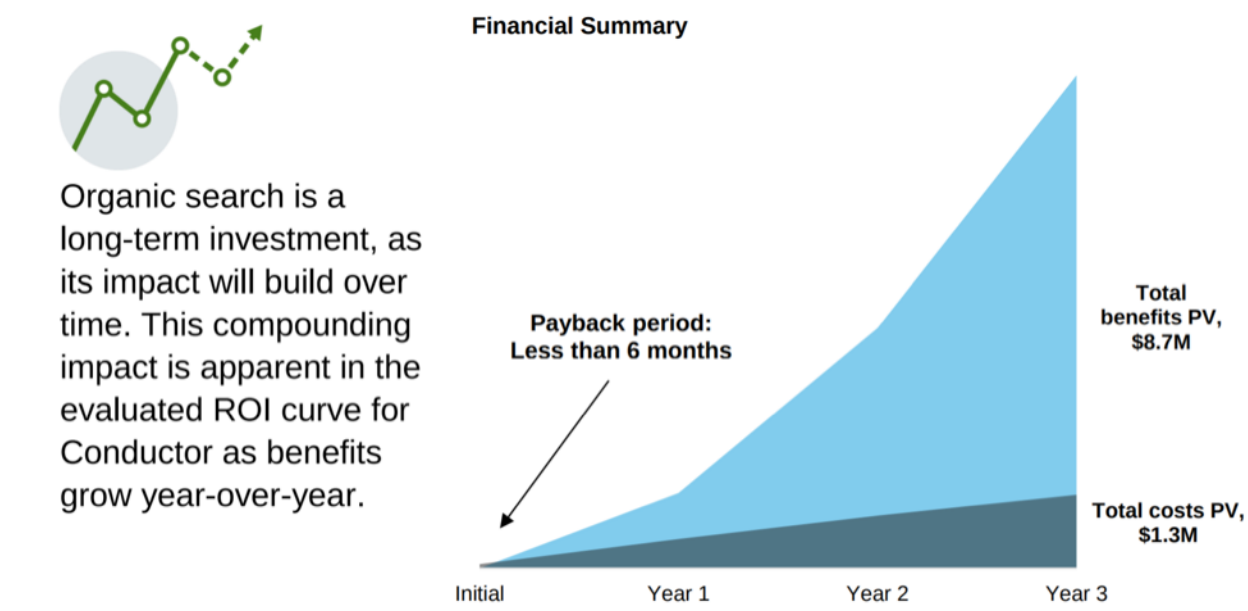 Financial Summary
Organic search is a
long-term investment, as
its impact will build over
time. This compounding
impact is apparent in the
evaluated ROI curve for
Conductor as benefits
grow year-over-year.
Payback period:
Less than 6 months
Total
benefits PV,
$8.7M
Total costs PV,
$1.3M
Initial
Year 1
Year 2
Year 3